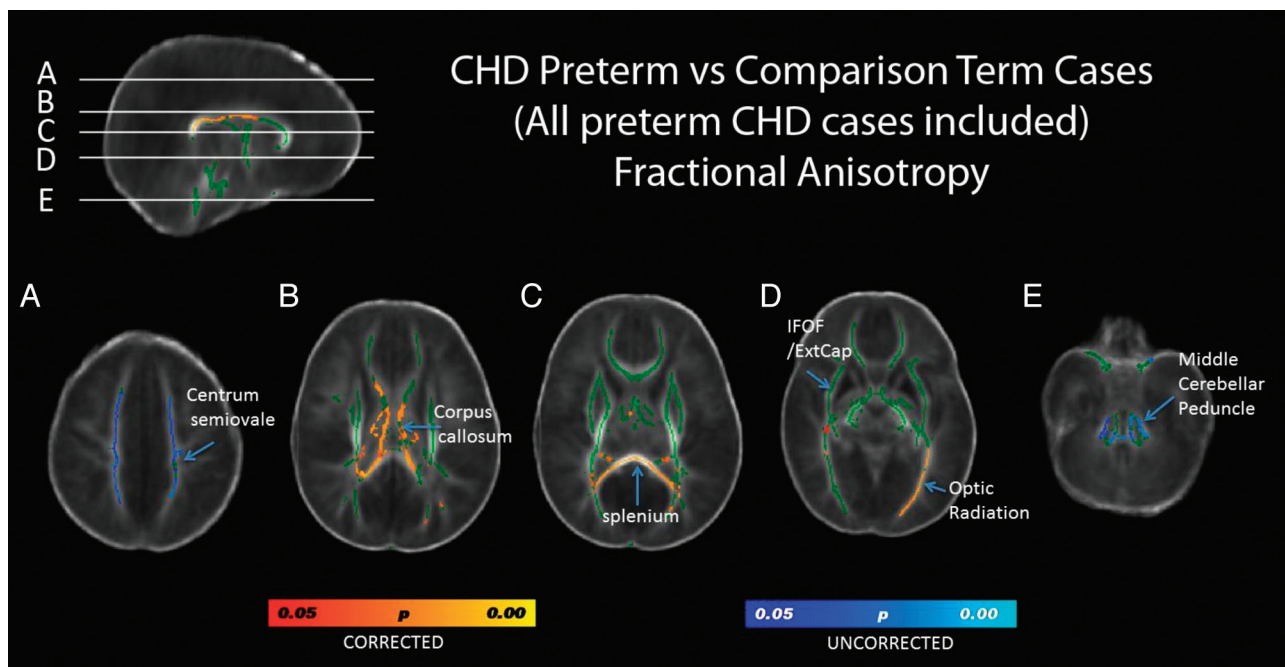 CHD Preterm vs Comparison Term Cases
(All preterm CHD cases included)
Fractional Anisotropy
A
B
C
D
E
A
Centrum
semiovale
B
Corpus
callosum
C
splenium
D
IFOF
/ExtCap
Optic
Radiation
E
Middle
Cerebellar
Peduncle
0.05 p 0.00
CORRECTED
0.05 p 0.00
UNCORRECTED